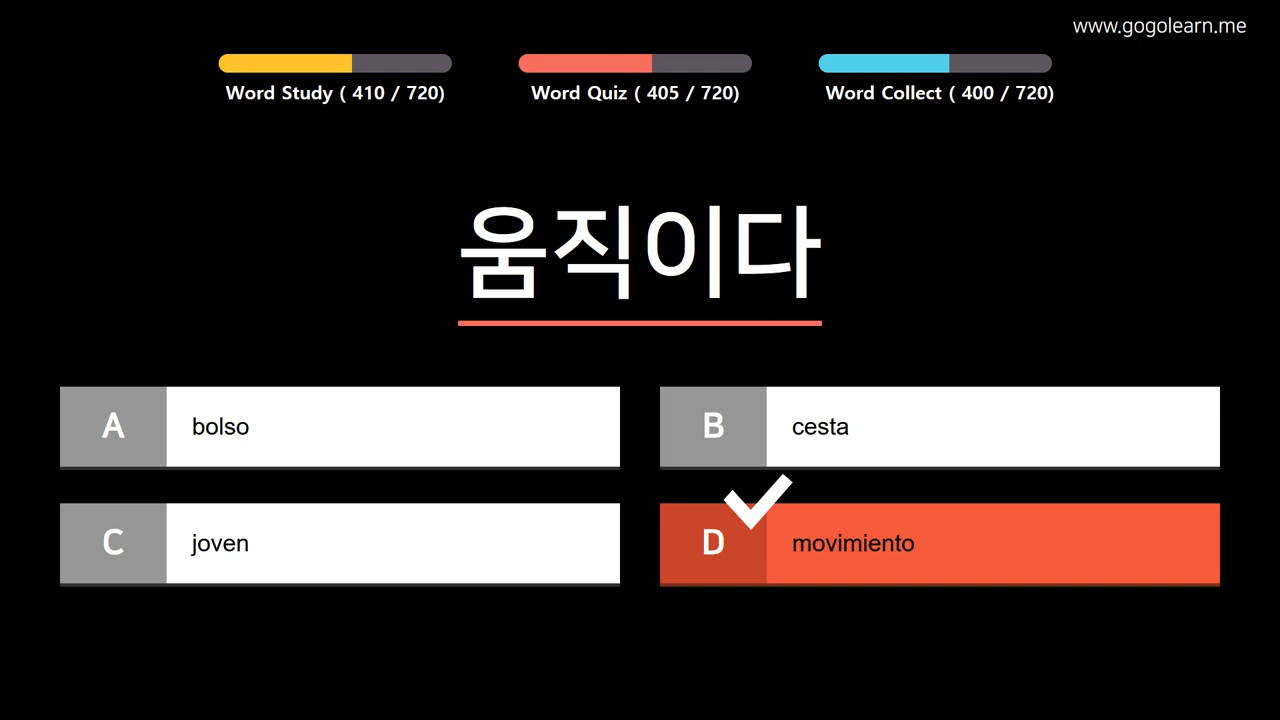 www.gogolearn.me
Word Study ( 410 / 720)
Word Quiz ( 405 / 720)
Word Collect ( 400 / 720)
움직이다
A bolso
B cesta
C joven
D movimiento